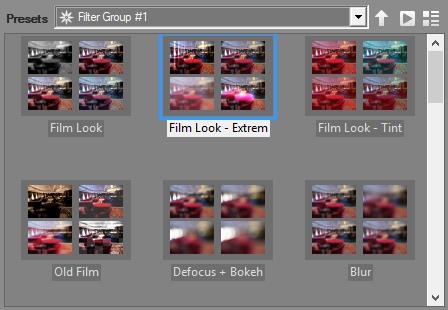 Presets Filter Group #1
Film Look
Film Look - Extrem
Film Look - Tint
Old Film
Defocus + Bokeh
Blur